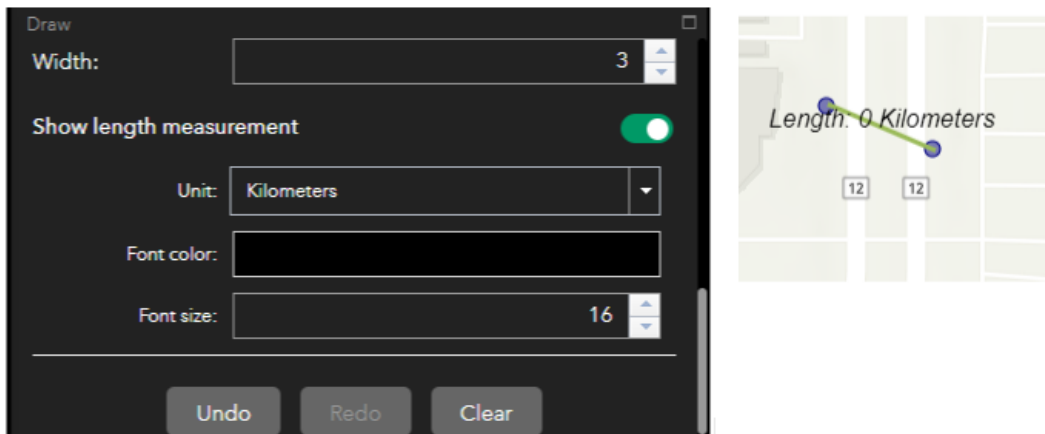 Draw
Width:
3
Show length measurement
Unit:
Kilometers
Font color:
Font size:
16
Undo
Redo
Clear
Length: 0 Kilometers
12
12